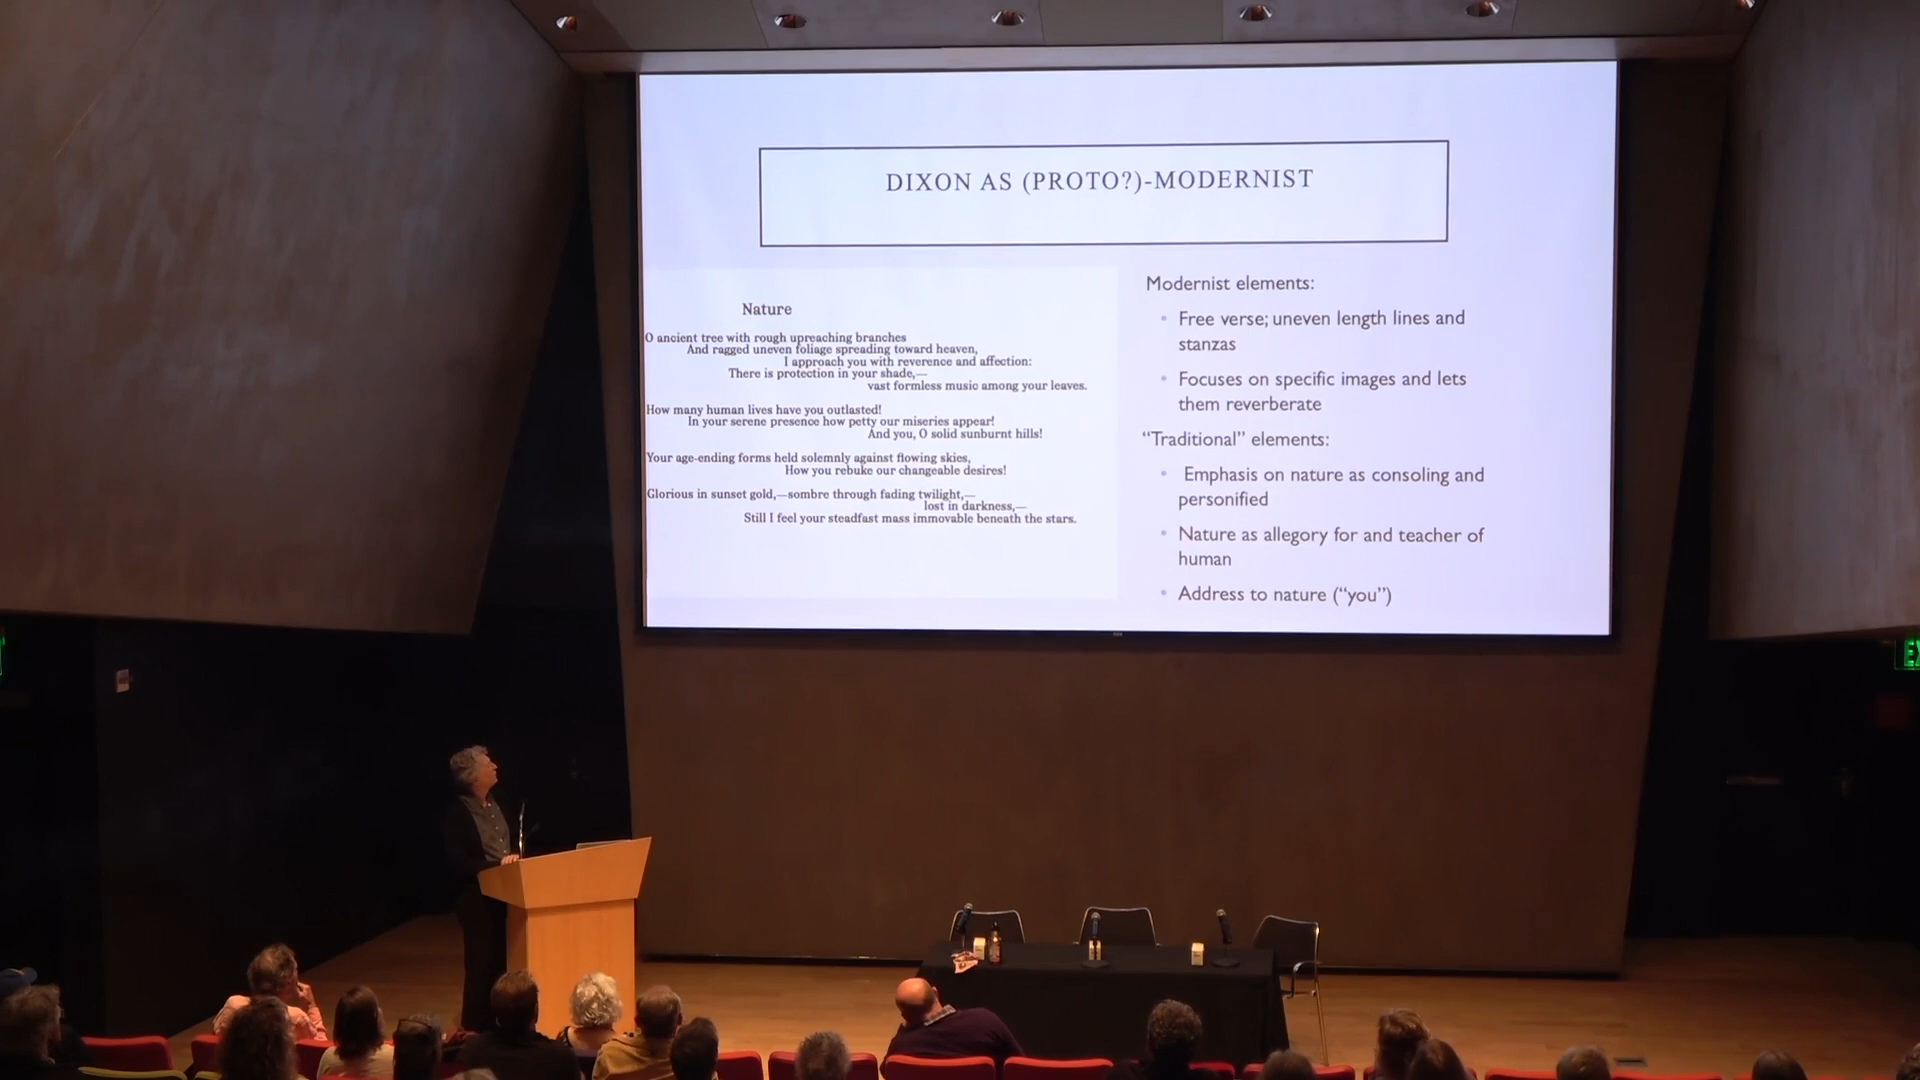 DIXON AS (PROTO?)-MODERNIST
Nature
O ancient tree with rough upreaching branches
And ragged uneven foliage spreading toward heaven,
I approach you with reverence and affection:
There is protection in your shade,—
vast formless music among your leaves.
How many human lives have you outlasted!
In your serene presence how petty our miseries appear!
And you, O solid sunburnt hills!
Your age-ending forms held solemnly against flowing skies,
How you rebuke our changeable desires!
Glorious in sunset gold,—sombre through fading twilight,—
lost in darkness,—
Still I feel your steadfast mass immovable beneath the stars.
Modernist elements:
• Free verse; uneven length lines and
stanzas
• Focuses on specific images and lets
them reverberate
“Traditional” elements:
• Emphasis on nature as consoling and
personified
• Nature as allegory for and teacher of
human
• Address to nature (“you”)